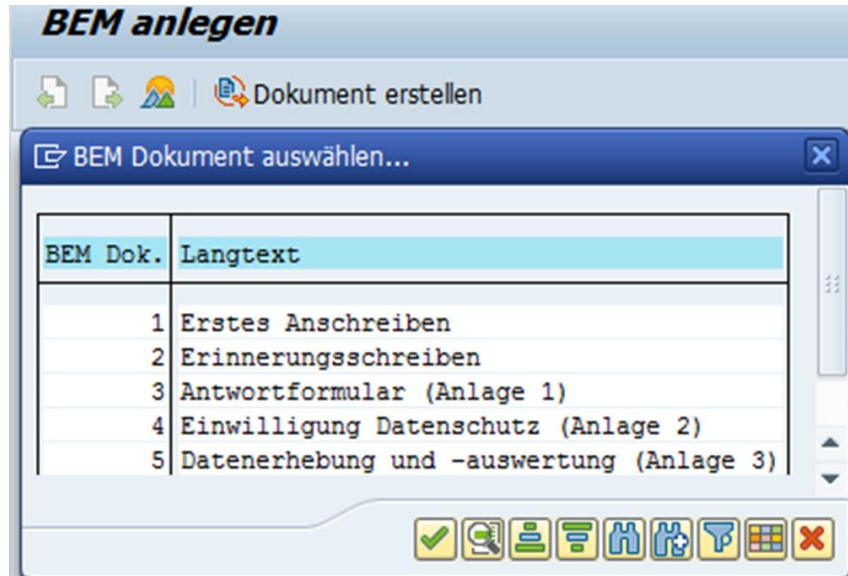 BEM anlegen
Dokument erstellen
BEM Dokument auswählen...
BEM Dok. Langtext
1 Erstes Anschreiben
2 Erinnerungsschreiben
3 Antwortformular (Anlage 1)
4 Einwilligung Datenschutz (Anlage 2)
5 Datenerhebung und -auswertung (Anlage 3)